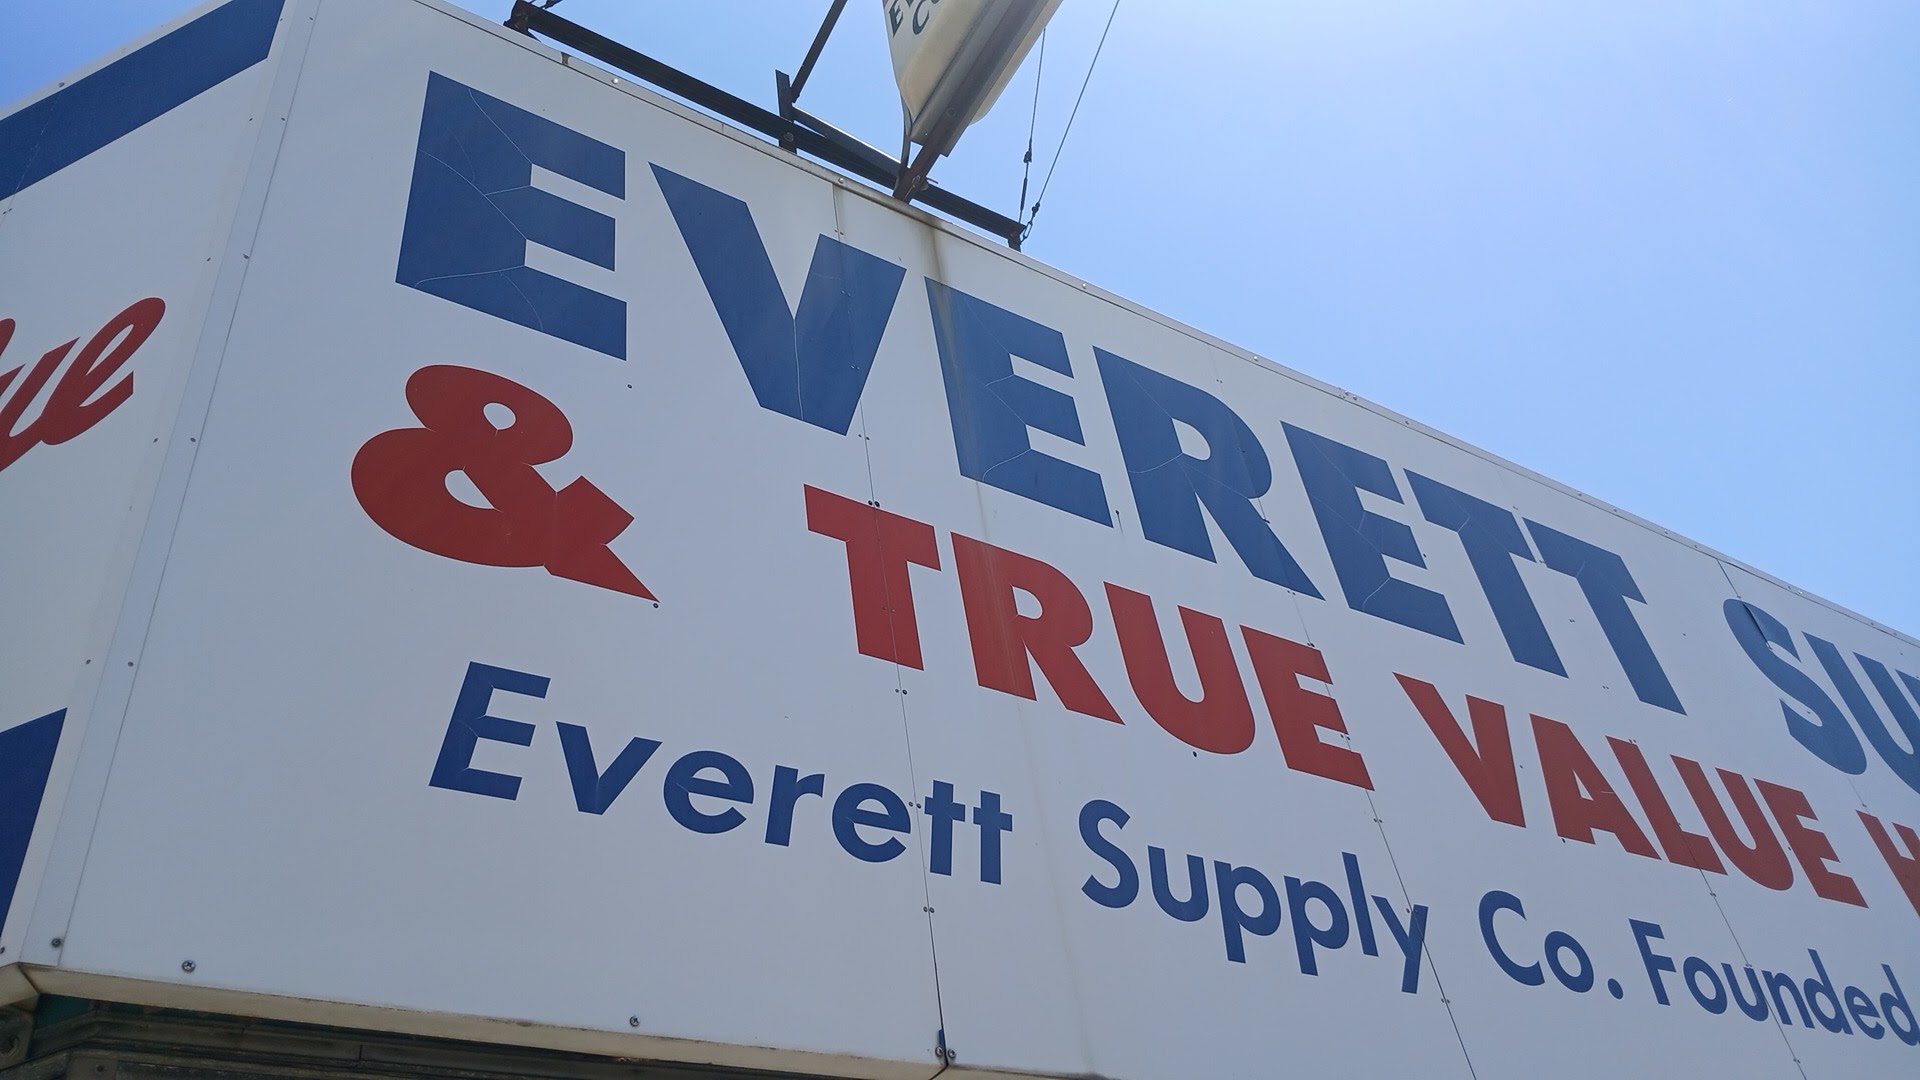 EVERETT
& TRUE VALUE
Everett Supply Co. Founded